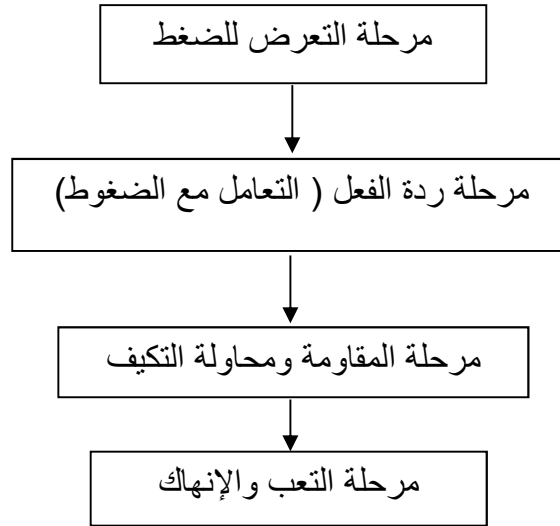 مرحلة التعرض للضغط
مرحلة ردة الفعل ( التعامل مع الضغوط)
مرحلة المقاومة ومحاولة التكيف
مرحلة التعب والإنهاك